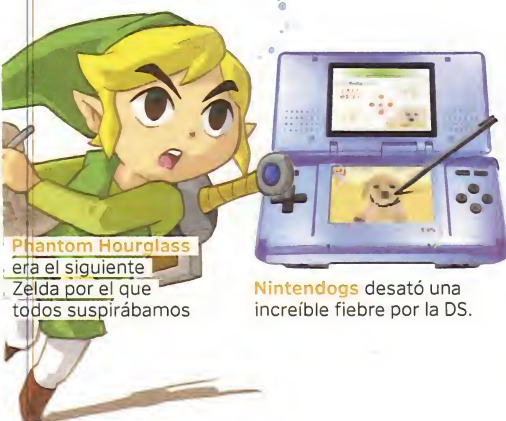 Phantom Hourglass
era el siguiente
Zelda por el que
todos suspirábamos
Nintendogs desató una
increíble fiebre por la DS.